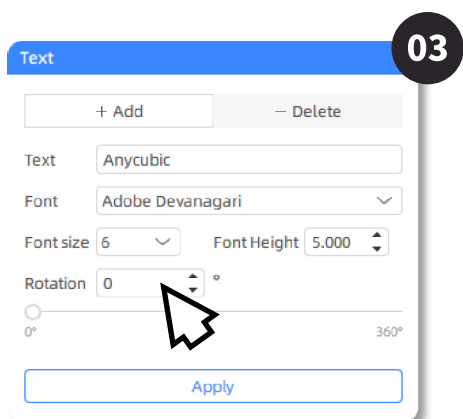 03
Text
+ Add
− Delete
Text Anycubic
Font Adobe Devanagari
Font size 6 Font Height 5.000
Rotation 0 °
0° 360°
Apply